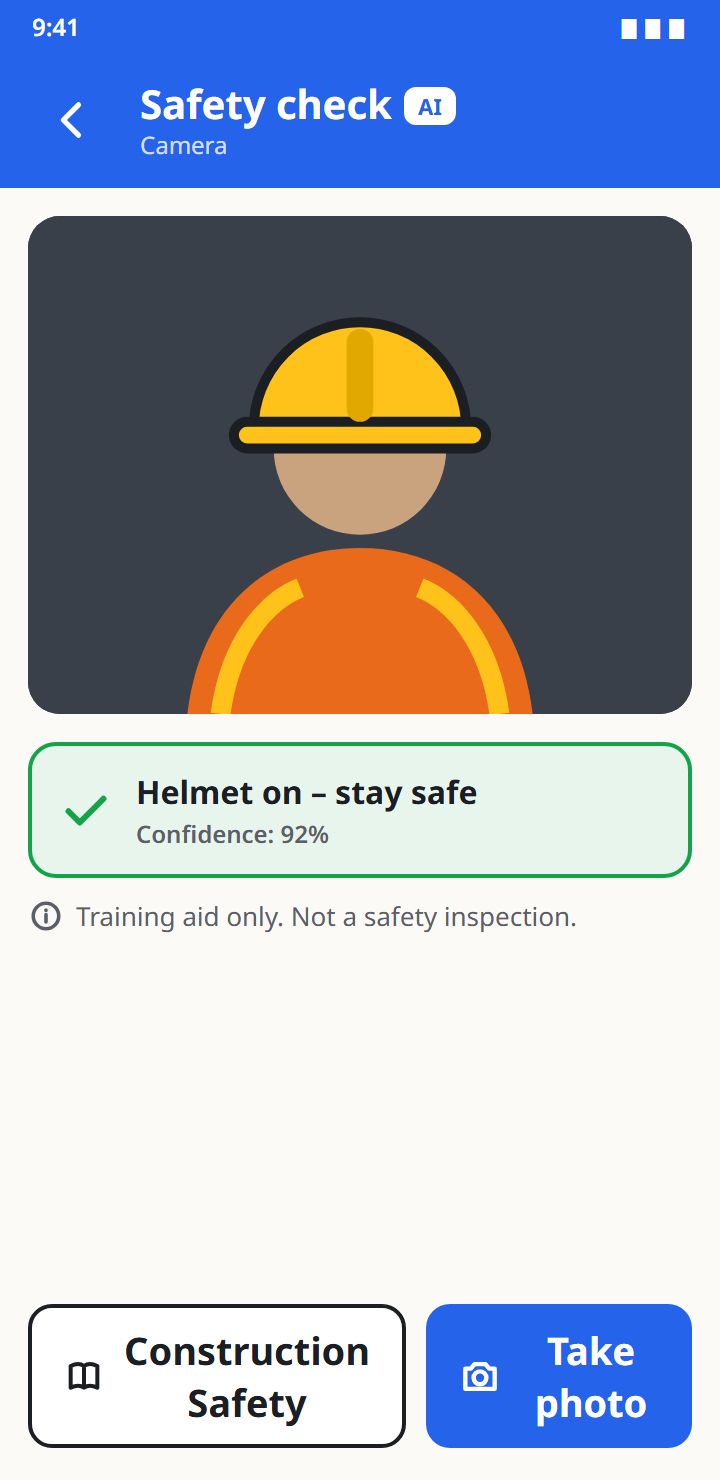 9:41
Safety check AI
Camera
Helmet on – stay safe
Confidence: 92%
Training aid only. Not a safety inspection.
Construction
Safety
Take
photo